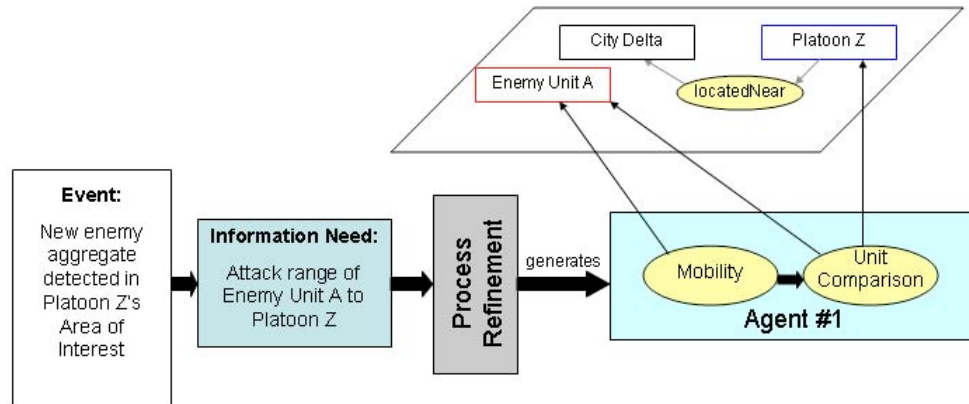 City Delta
Platoon Z
Enemy Unit A
locatedNear
Event:
New enemy
aggregate
detected in
Platoon Z's
Area of
Interest
Information Need:
Attack range of
Enemy Unit A to
Platoon Z
Process
Refinement
generates
Mobility
Unit
Comparison
Agent #1